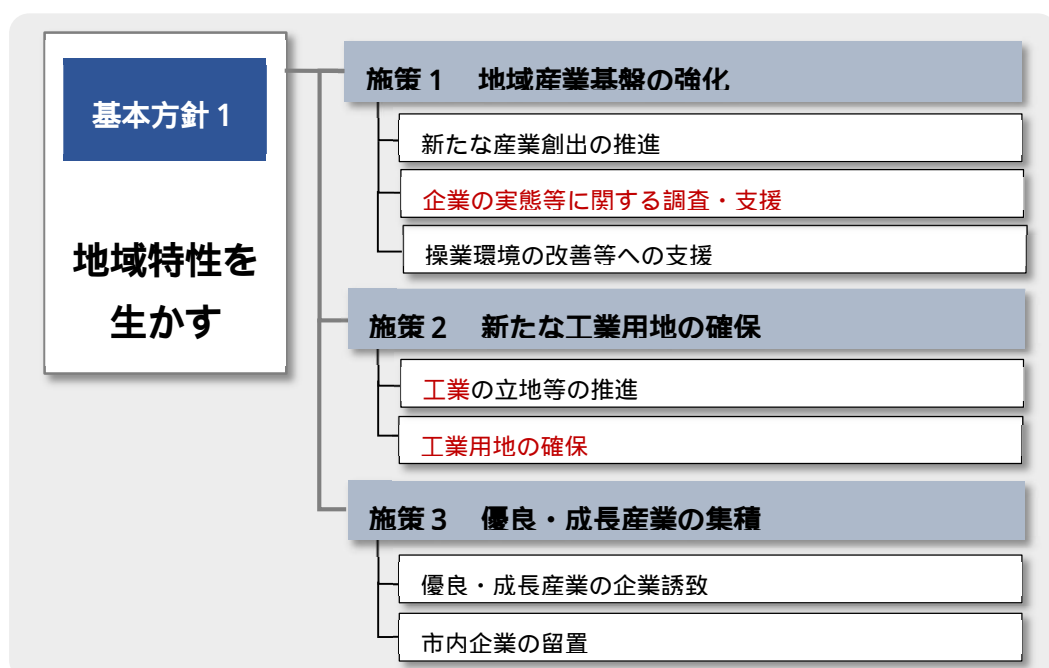 基本方針1
地域特性を
生かす
施策1 地域産業基盤の強化
新たな産業創出の推進
企業の実態等に関する調査・支援
操業環境の改善等への支援
施策2 新たな工業用地の確保
工業の立地等の推進
工業用地の確保
施策3 優良・成長産業の集積
優良・成長産業の企業誘致
市内企業の留置